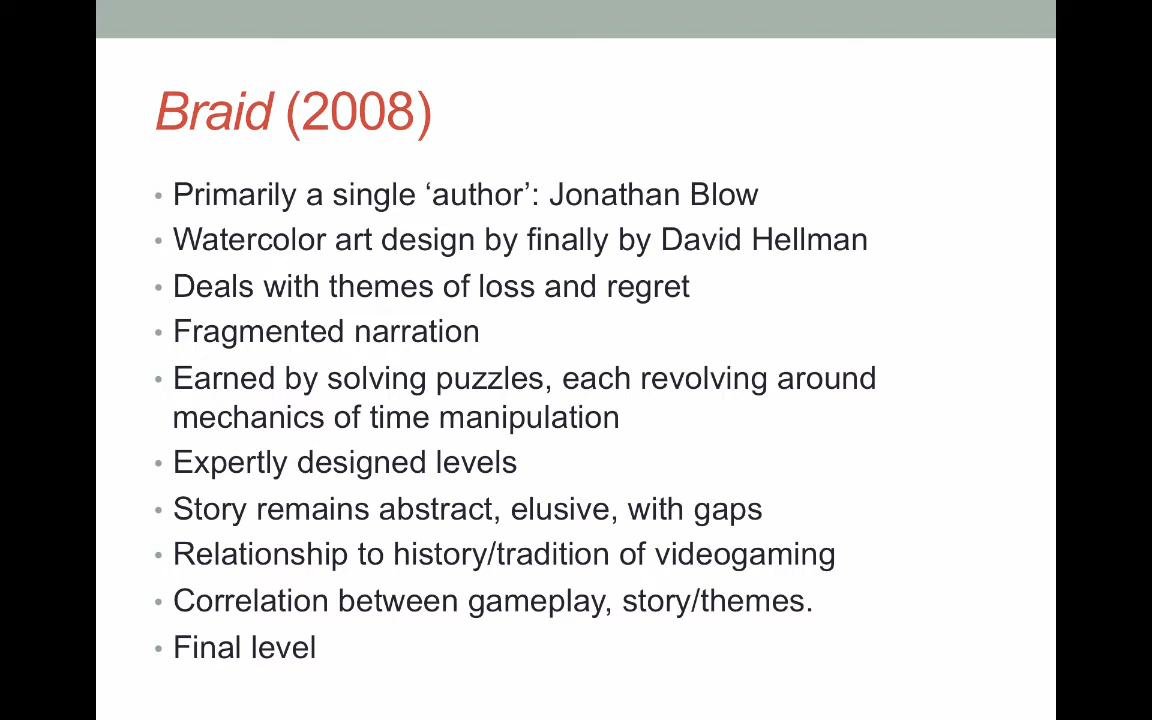 Braid (2008)
• Primarily a single ‘author’: Jonathan Blow
• Watercolor art design by finally by David Hellman
• Deals with themes of loss and regret
• Fragmented narration
• Earned by solving puzzles, each revolving around
mechanics of time manipulation
• Expertly designed levels
• Story remains abstract, elusive, with gaps
• Relationship to history/tradition of videogaming
• Correlation between gameplay, story/themes.
• Final level